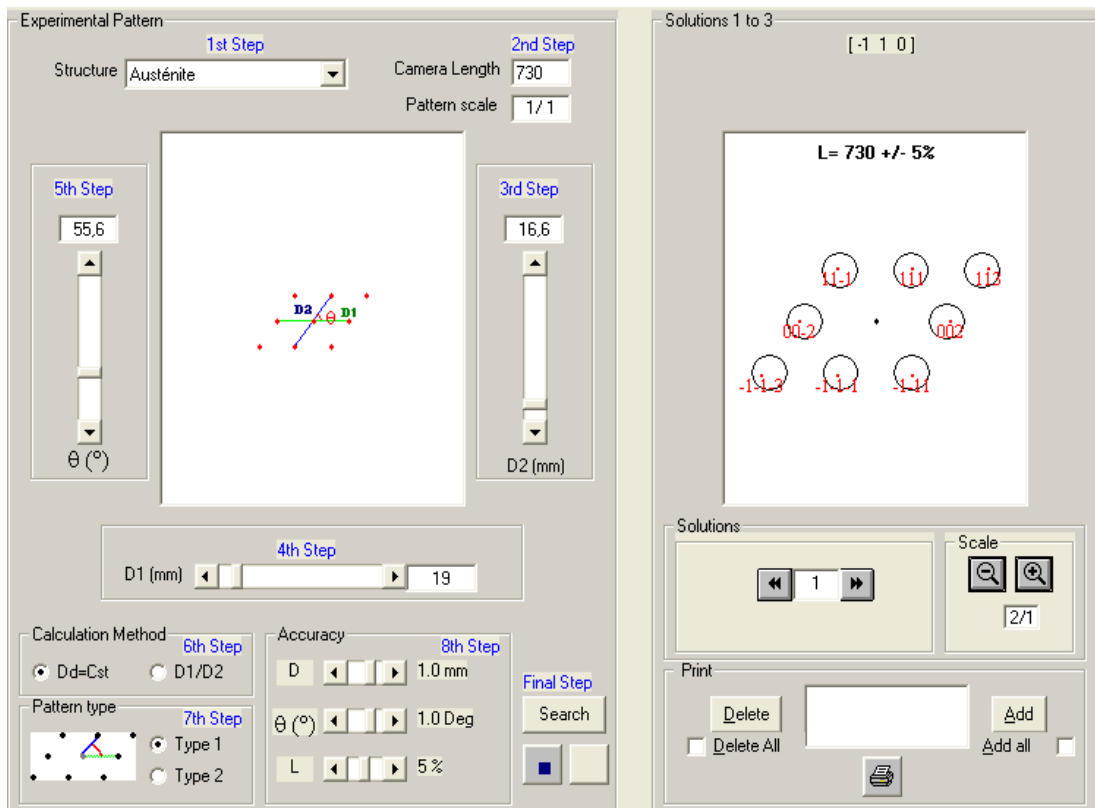 Experimental Pattern
1st Step
2nd Step
Structure
Austénite
Camera Length
730
Pattern scale
1/ 1
5th Step
55,6
θ (°)
D2
θ
D1
3rd Step
16,6
D2 (mm)
4th Step
D1 (mm)
19
Calculation Method
6th Step
Dd=Cst
D1/D2
Pattern type
7th Step
Type 1
Type 2
Accuracy
8th Step
D
1.0 mm
θ (°)
1.0 Deg
L
5 %
Final Step
Search
Solutions 1 to 3
[ -1 1 0 ]
L= 730 +/- 5%
11-1
111
113
00-2
002
-1-1-3
-1-1-1
-1-11
Solutions
1
Scale
2/1
Print
Delete
Add
Delete All
Add all